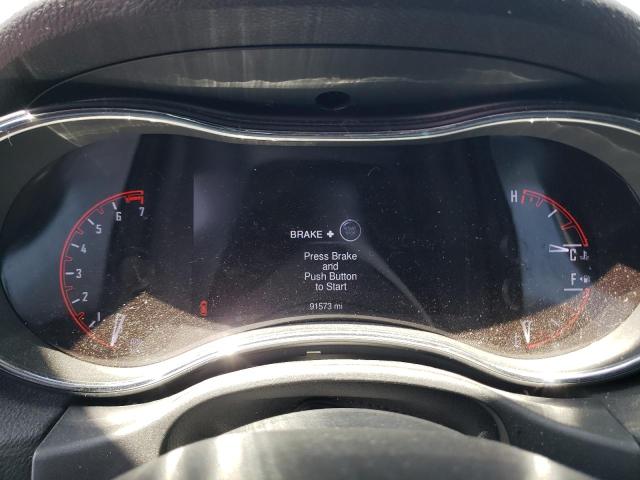 BRAKE +
Press Brake
and
Push Button
to Start
91573 mi
7
6
5
4
3
2
1
H
C
F